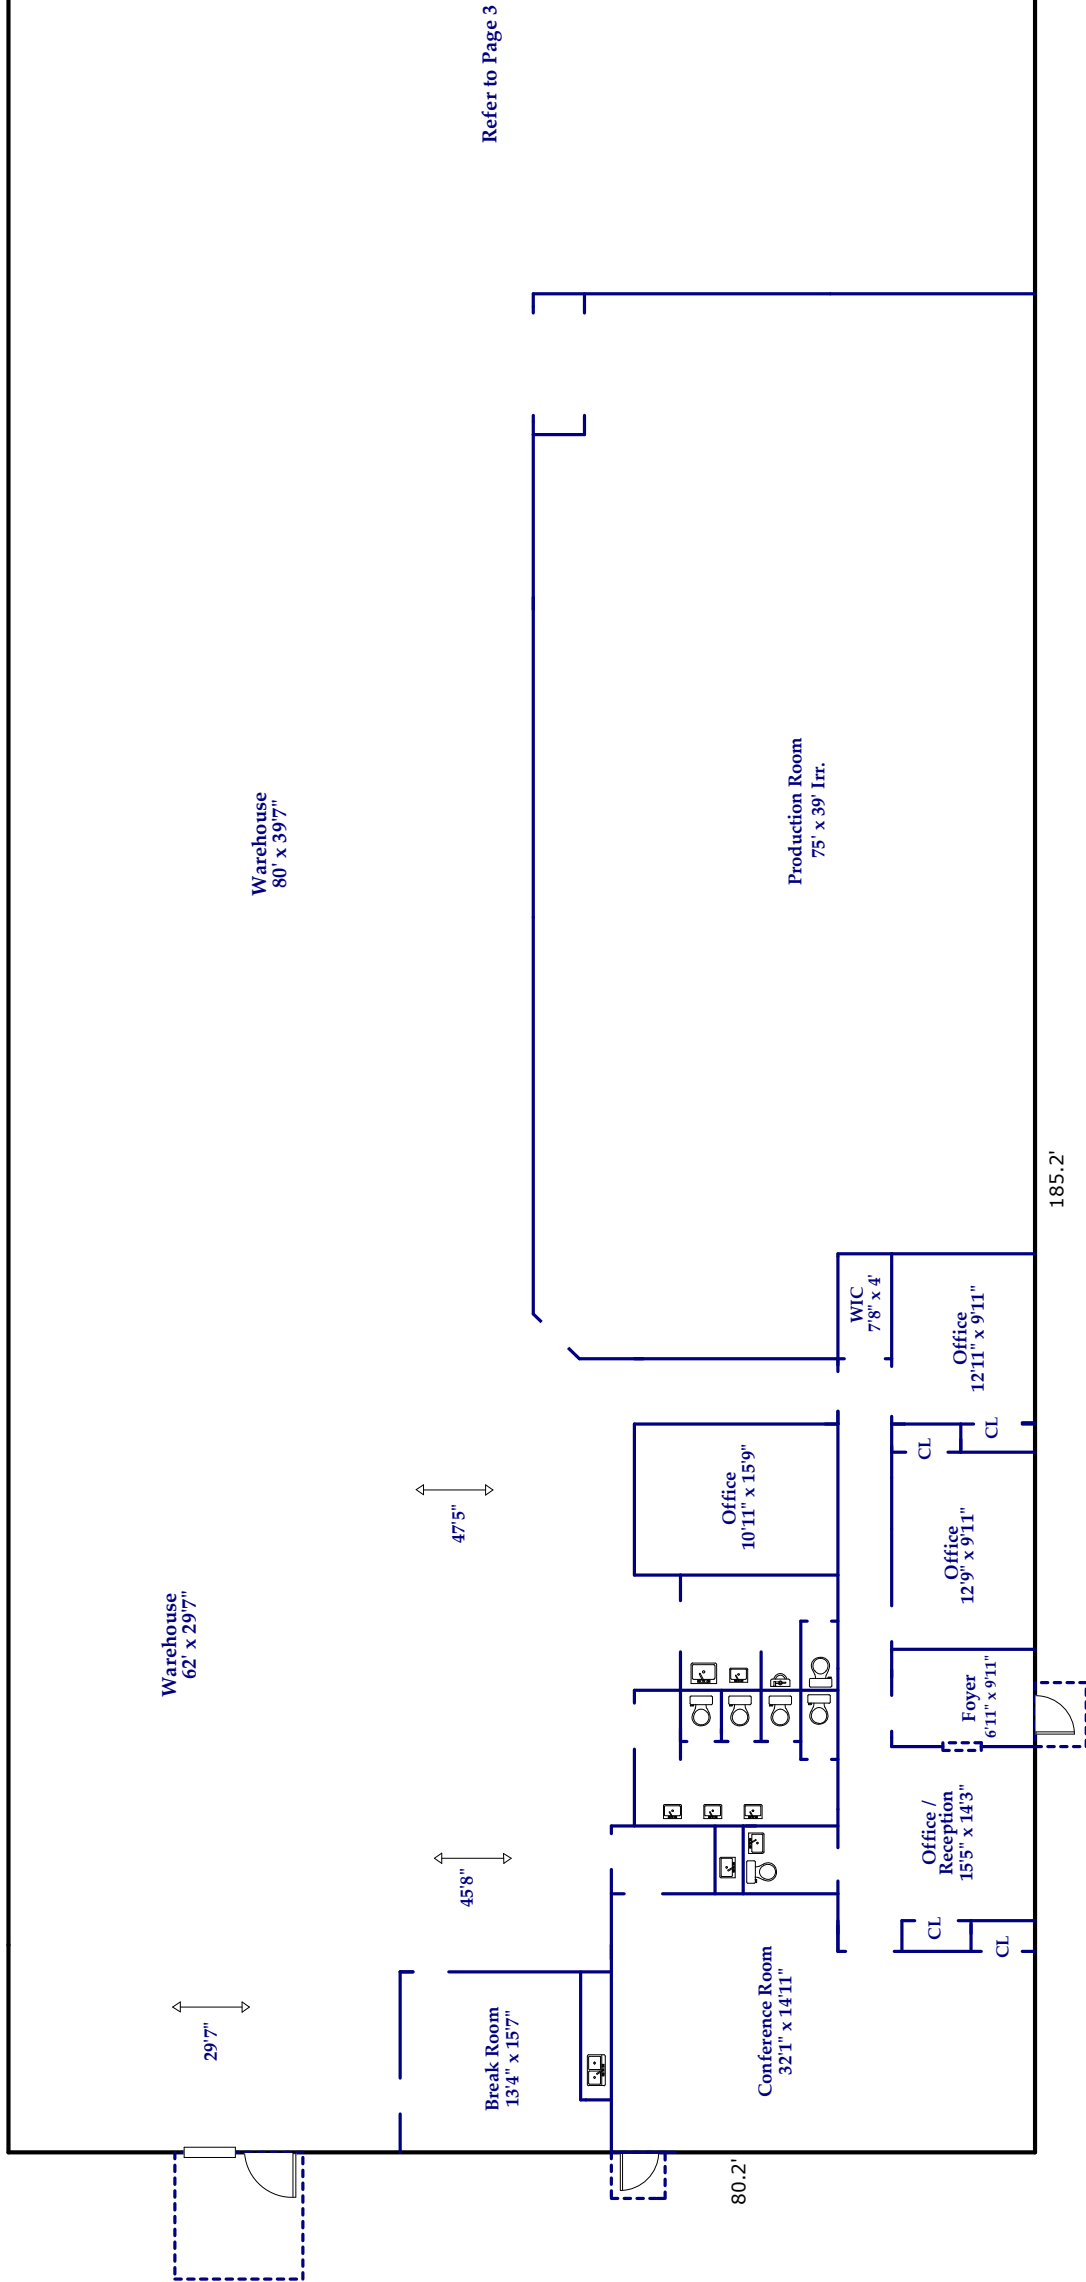 Refer to Page 3
Warehouse
80' x 39'7"
Production Room
75' x 39' Irr.
185.2'
WIC
7'8" x 4'
Office
12'11" x 9'11"
CL
CL
Office
10'11" x 15'9"
47'5"
Office
12'9" x 9'11"
Warehouse
62' x 29'7"
Foyer
6'11" x 9'11"
Office /
Reception
15'5" x 14'3"
45'8"
CL
CL
29'7"
Break Room
13'4" x 15'7"
Conference Room
32'1" x 14'11"
80.2'